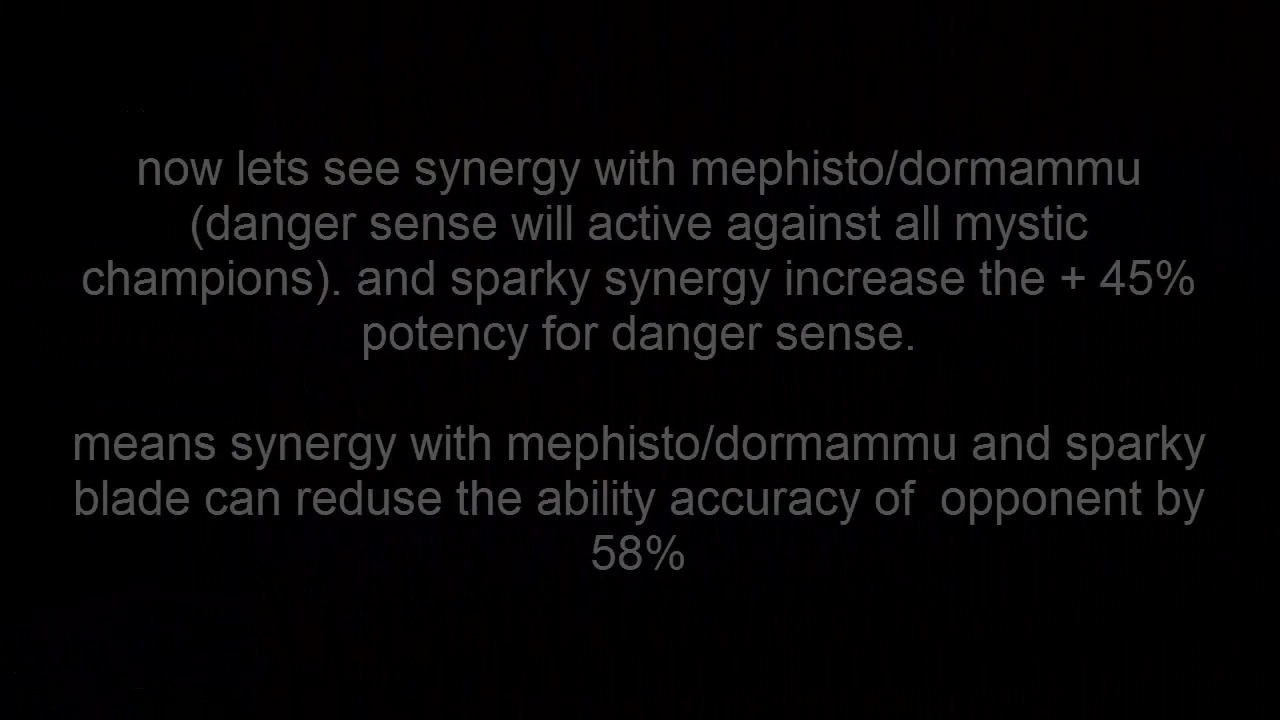 now lets see synergy with mephisto/dormammu
(danger sense will active against all mystic
champions). and sparky synergy increase the + 45%
potency for danger sense.
means synergy with mephisto/dormammu and sparky
blade can reduse the ability accuracy of  opponent by
58%